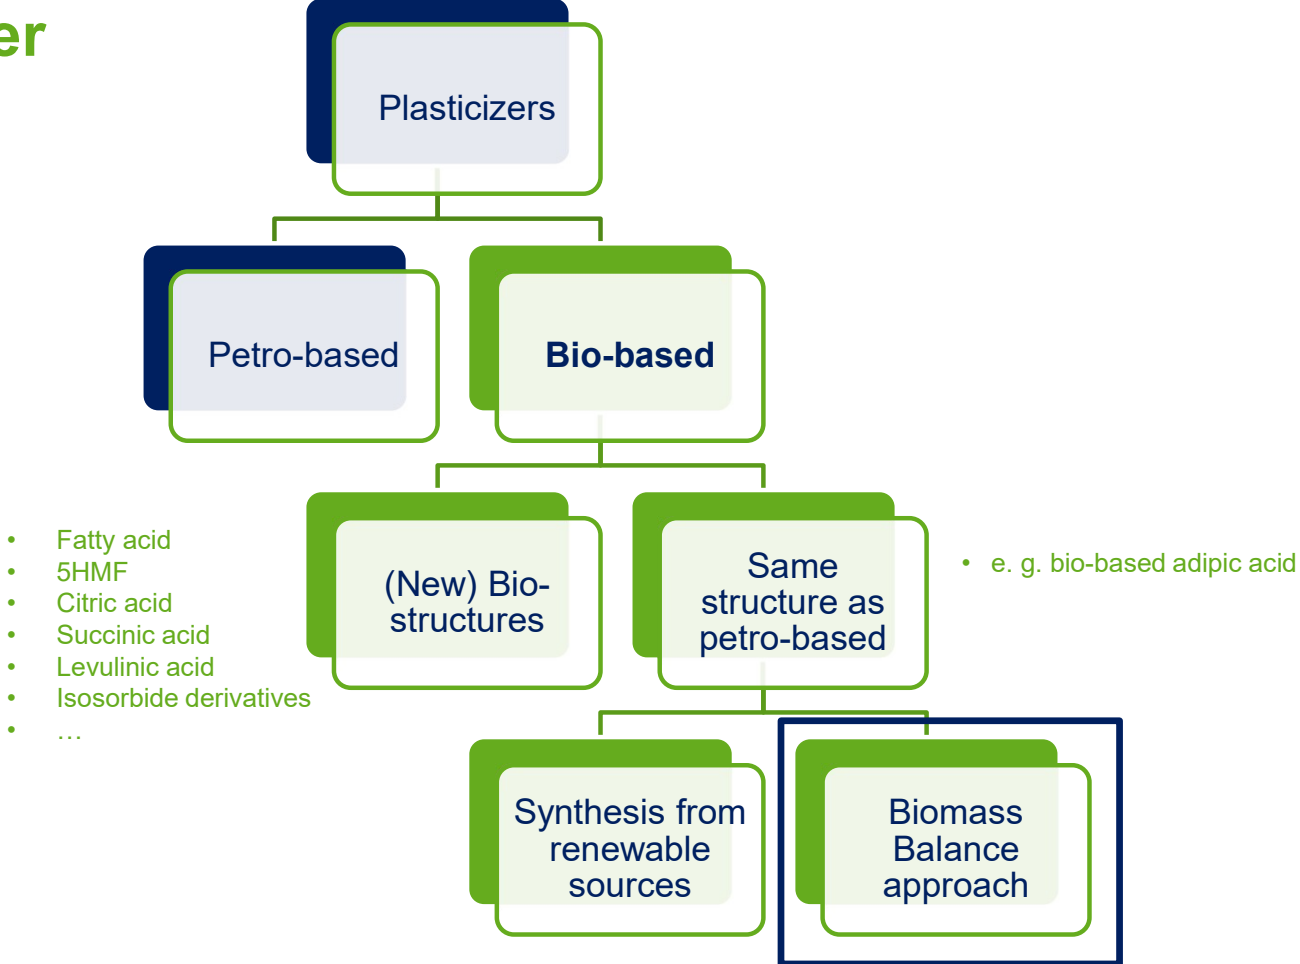 er
Plasticizers
Petro-based
Bio-based
• Fatty acid
• 5HMF
• Citric acid
• Succinic acid
• Levulinic acid
• Isosorbide derivatives
• …
(New) Bio-
structures
Same
structure as
petro-based
• e. g. bio-based adipic acid
Synthesis from
renewable
sources
Biomass
Balance
approach